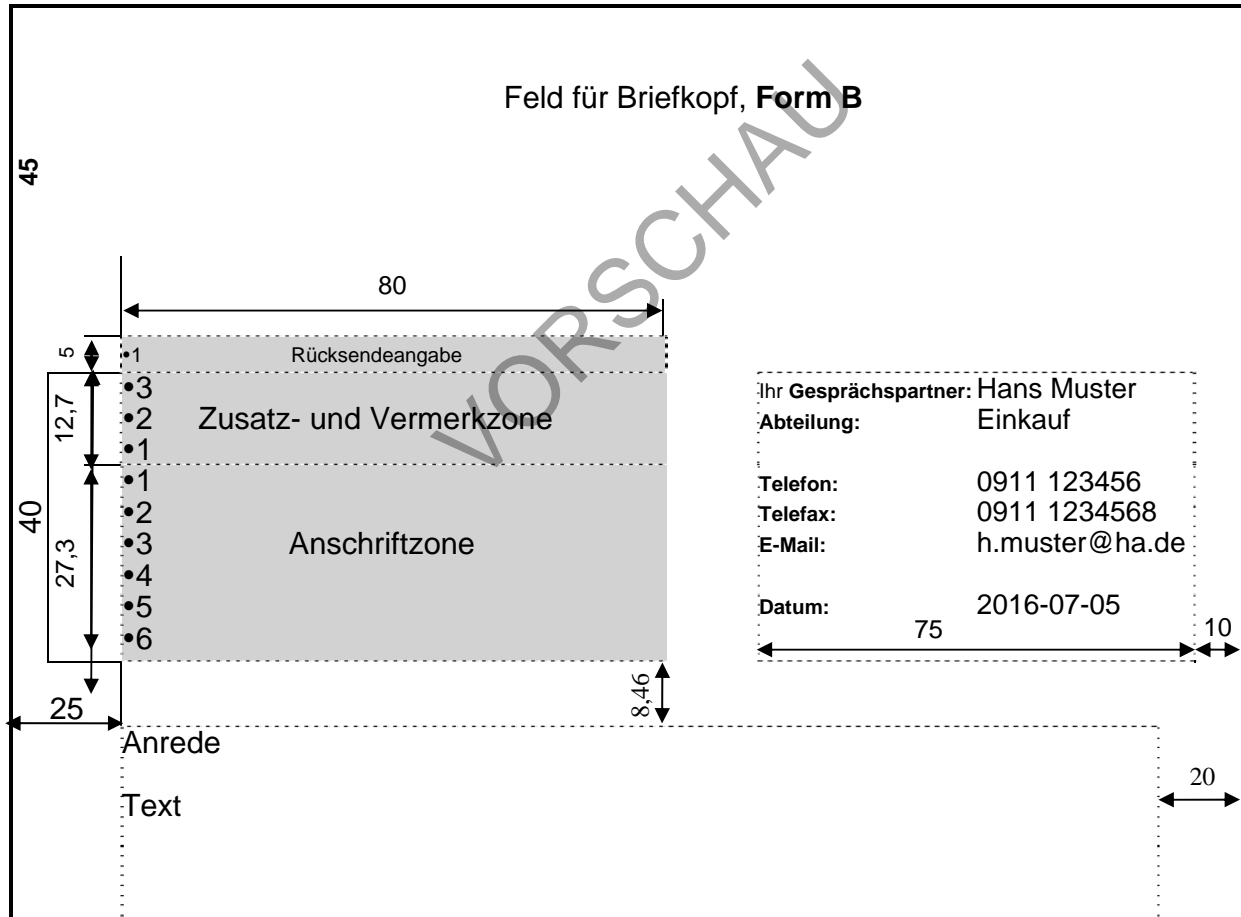 Feld für Briefkopf, Form B
45
VORSCHAU
80
5
•1 Rücksendeangabe
12,7
•3
•2 Zusatz- und Vermerkzone
•1
40
27,3
•1
•2
•3 Anschriftzone
•4
•5
•6
Ihr Gesprächspartner: Hans Muster
Abteilung: Einkauf
Telefon: 0911 123456
Telefax: 0911 1234568
E-Mail: h.muster@ha.de
Datum: 2016-07-05
75
10
8,46
25
Anrede
20
Text